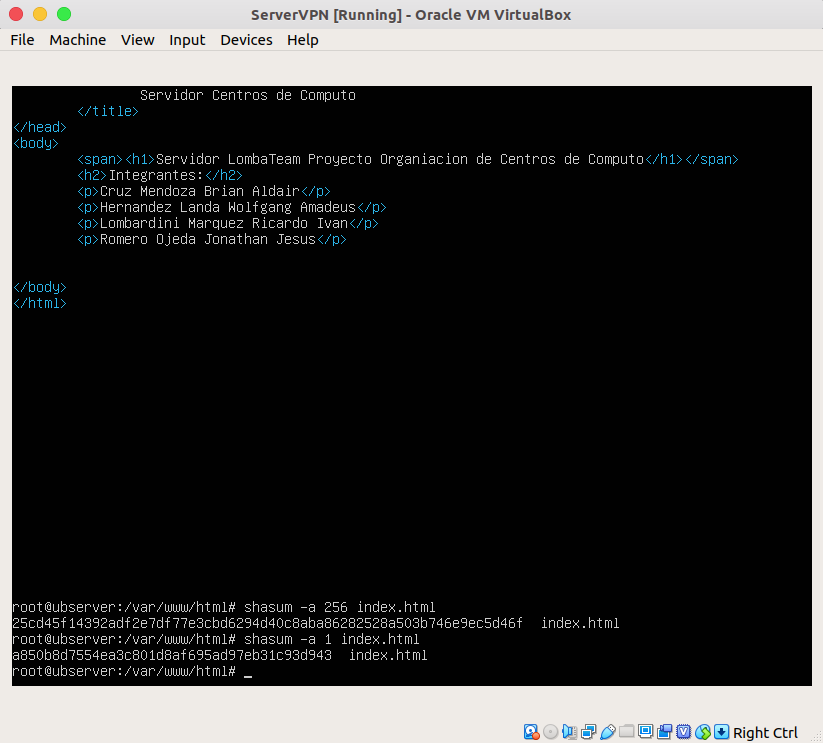 ServerVPN [Running] - Oracle VM VirtualBox
File Machine View Input Devices Help
Servidor Centros de Computo
</title>
</head>
<body>
<span><h1>Servidor LombaTeam Proyecto Organiacion de Centros de Computo</h1></span>
<h2>Integrantes:</h2>
<p>Cruz Mendoza Brian Aldair</p>
<p>Hernandez Landa Wolfgang Amadeus</p>
<p>Lombardini Marquez Ricardo Ivan</p>
<p>Romero Ojeda Jonathan Jesus</p>
</body>
</html>
root@ubserver:/var/www/html# shasum -a 256 index.html
25cd45f14392adf2e7df77e3cbd6294d40c8aba86282528a503b746e9ec5d46f  index.html
root@ubserver:/var/www/html# shasum -a 1 index.html
a850b8d7554ea3c801d8af695ad97eb31c93d943  index.html
root@ubserver:/var/www/html# _
Right Ctrl